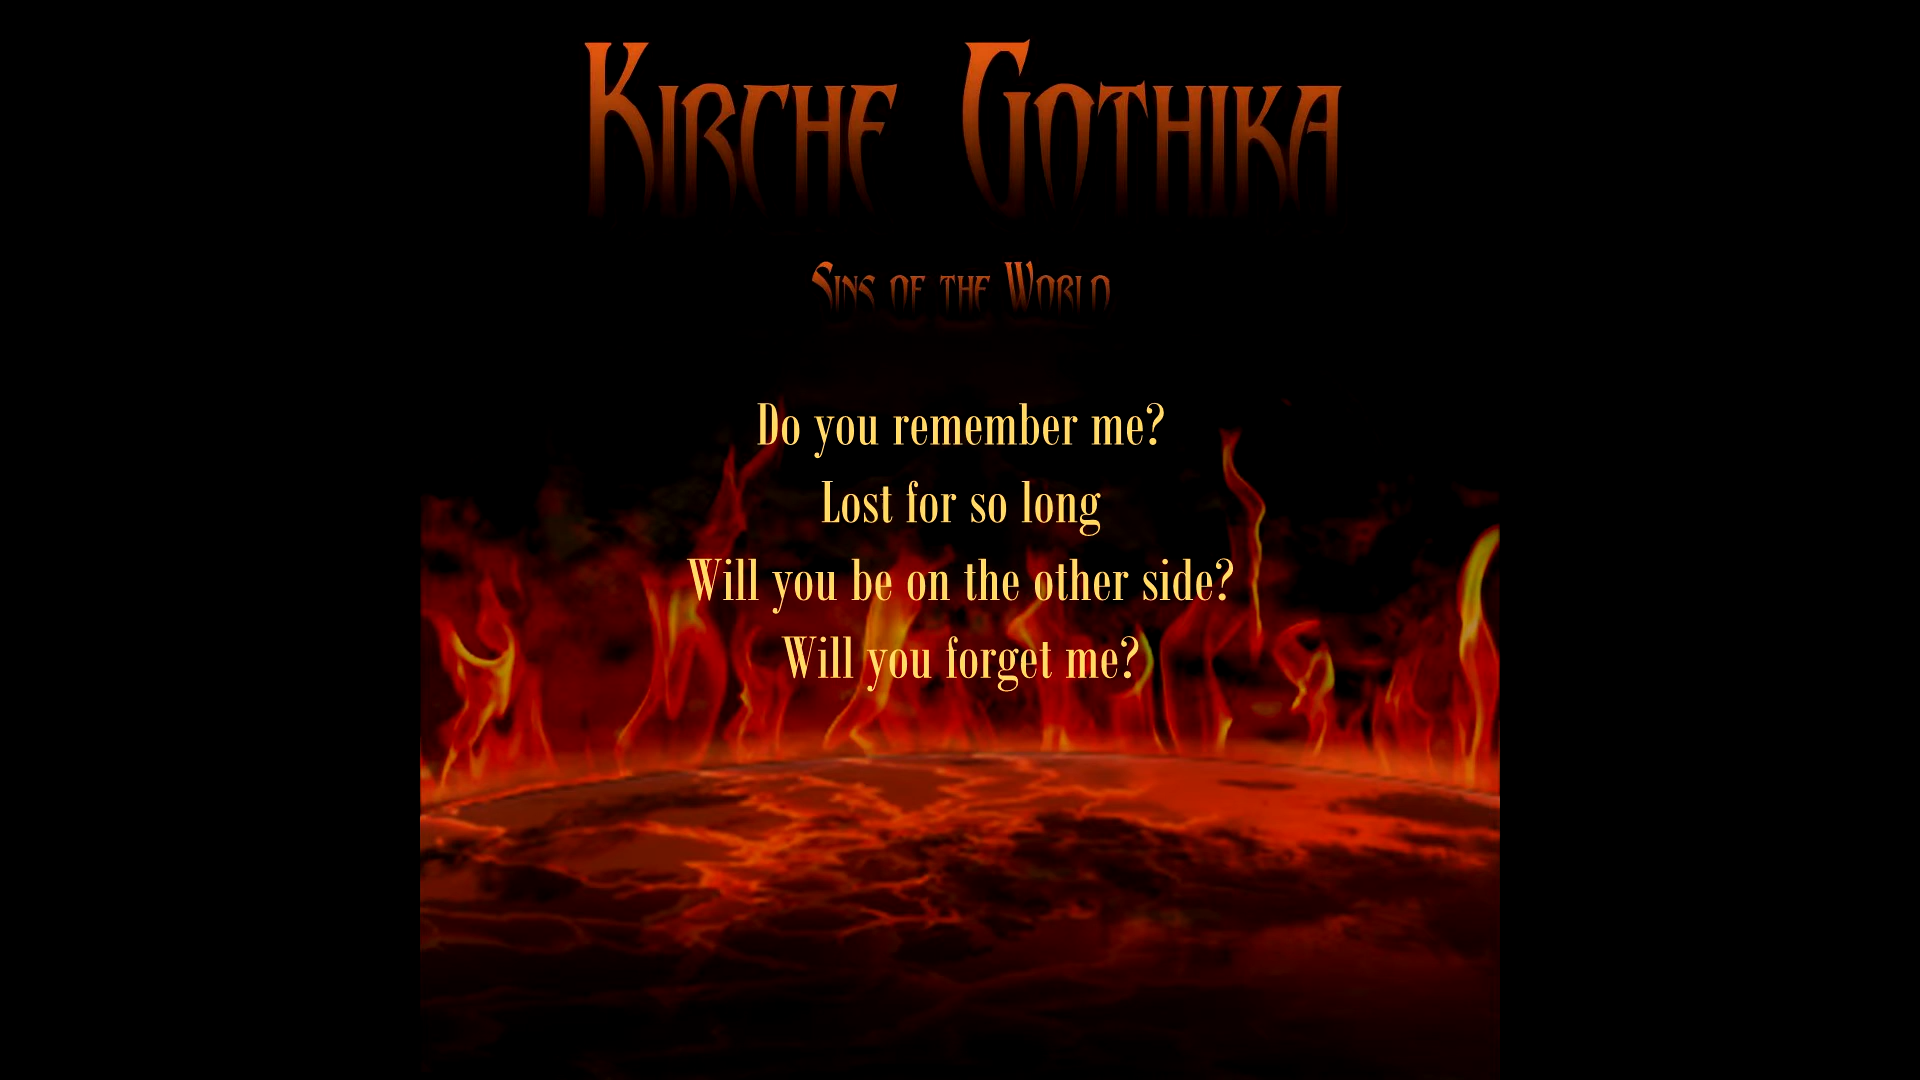 Kirche Gothika
Sins of the World
Do you remember me?
Lost for so long
Will you be on the other side?
Will you forget me?